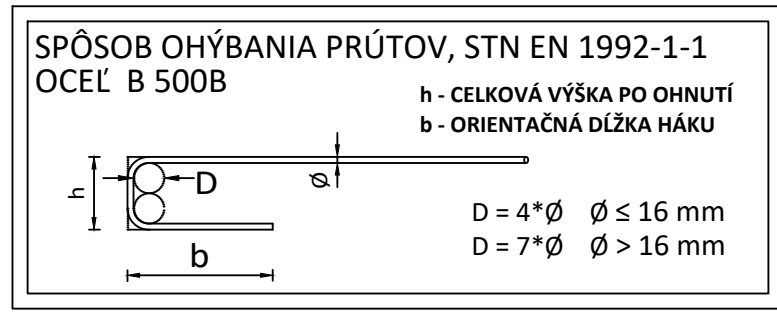 SPÔSOB OHÝBANIA PRÚTOV, STN EN 1992-1-1
OCEĽ B 500B
h - CELKOVÁ VÝŠKA PO OHNUTÍ
b - ORIENTAČNÁ DĹŽKA HÁKU
h
D
Ø
b
D = 4*Ø Ø ≤ 16 mm
D = 7*Ø Ø > 16 mm